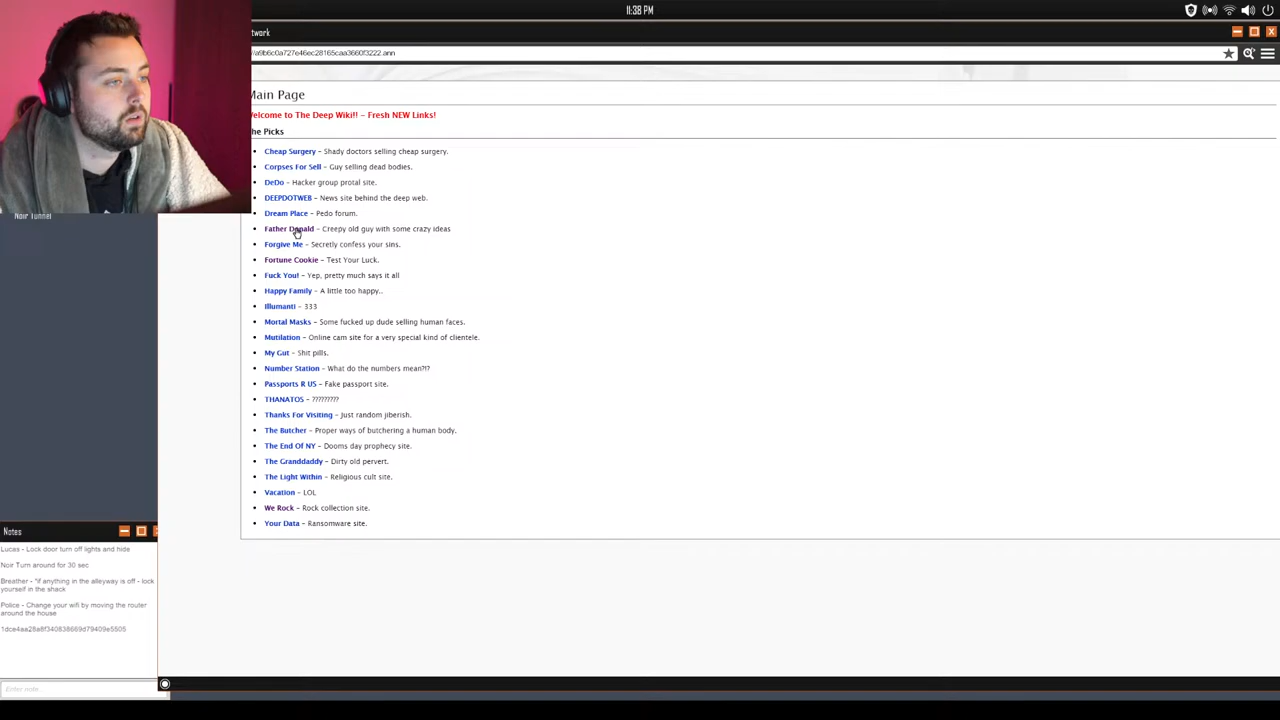 11:38 PM
twork
/a9b6c0a727e46ec28165caa3660f3222.ann
Main Page
elcome to The Deep Wiki!! - Fresh NEW Links!
he Picks
Cheap Surgery - Shady doctors selling cheap surgery.
Corpses For Sell - Guy selling dead bodies.
DeDo - Hacker group protal site.
DEEPDOTWEB - News site behind the deep web.
Dream Place - Pedo forum.
Father Donald - Creepy old guy with some crazy ideas
Forgive Me - Secretly confess your sins.
Fortune Cookie - Test Your Luck.
Fuck You! - Yep, pretty much says it all
Happy Family - A little too happy..
Illumanti - 333
Mortal Masks - Some fucked up dude selling human faces.
Mutilation - Online cam site for a very special kind of clientele.
My Gut - Shit pills.
Number Station - What do the numbers mean?!?
Passports R US - Fake passport site.
THANATOS - ?????????
Thanks For Visiting - Just random jiberish.
The Butcher - Proper ways of butchering a human body.
The End Of NY - Dooms day prophecy site.
The Granddaddy - Dirty old pervert.
The Light Within - Religious cult site.
Vacation - LOL
We Rock - Rock collection site.
Your Data - Ransomware site.
Noir Tunnel
Notes
Lucas - Lock door turn off lights and hide
Noir Turn around for 30 sec
Breather - "if anything in the alleyway is off - lock
yourself in the shack
Police - Change your wifi by moving the router
around the house
1dce4aa28a8f340838669d79409e5505
Enter note...